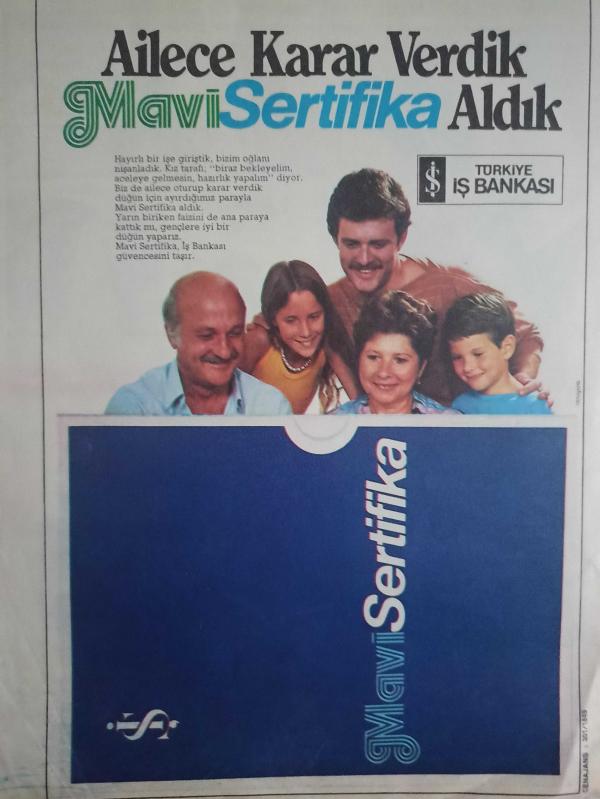 Ailece Karar Verdik
Mavi Sertifika Aldık
Hayırlı bir işe giriştik, bizim oğlanı
nişanladık. Kız tarafı; "biraz bekleyelim,
aceleye gelmesin, hazırlık yapalım" diyor.
Biz de ailece oturup karar verdik
düğün için ayırdığımız parayla
Mavi Sertifika aldık.
Yarın biriken faizini de ana paraya
kattık mı, gençlere iyi bir
düğün yaparız.
Mavi Sertifika, İş Bankası
güvencesini taşır.
İŞ
TÜRKİYE
İŞ BANKASI
Mavi Sertifika
İŞ
CENAJANS : 301/1849